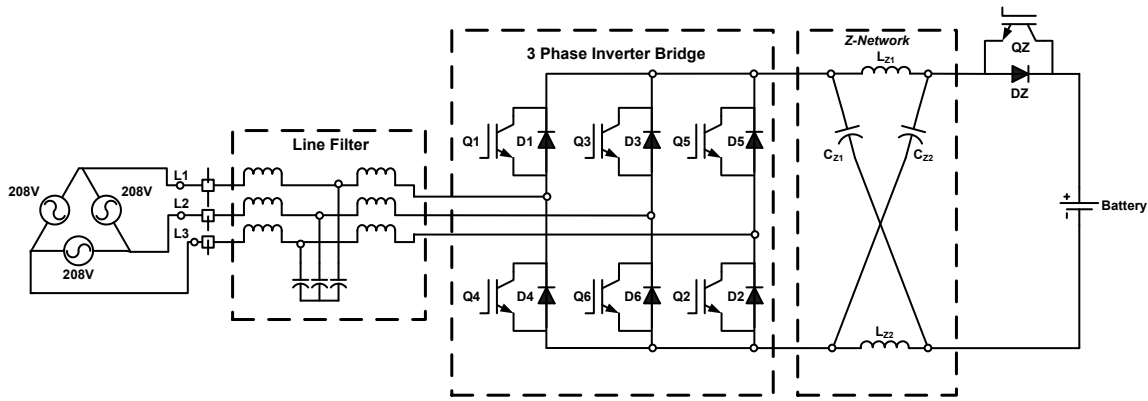 3 Phase Inverter Bridge
Z-Network
LZ1
QZ
DZ
Q1
D1
Q3
D3
Q5
D5
CZ1
CZ2
Line Filter
L1
208V
208V
L2
L3
208V
Battery
+
-
Q4
D4
Q6
D6
Q2
D2
LZ2